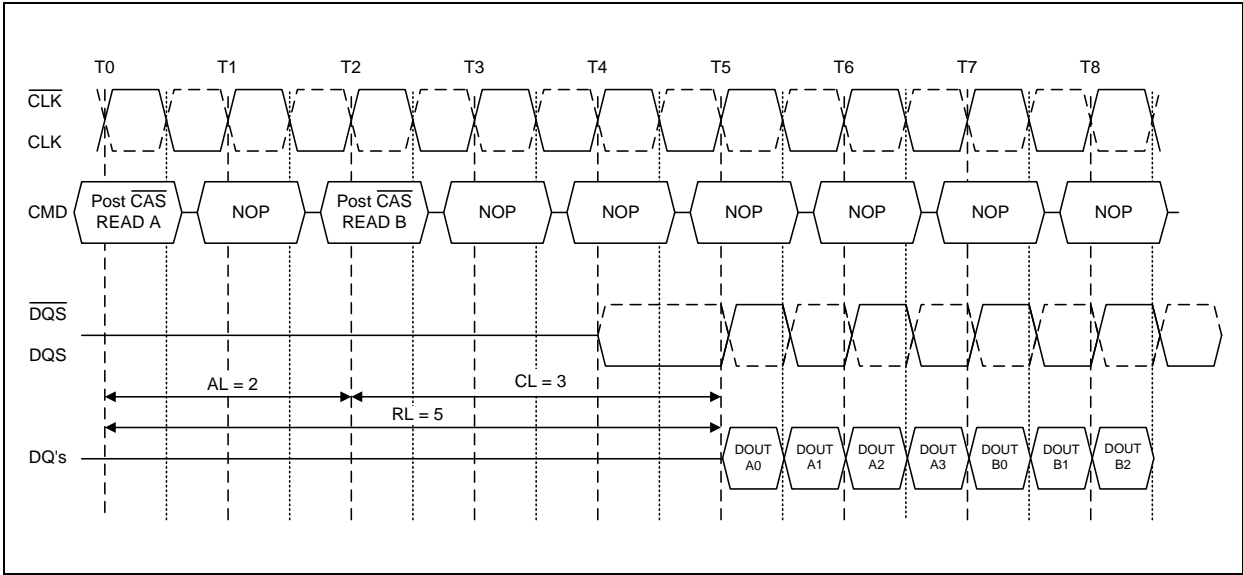 T0 T1 T2 T3 T4 T5 T6 T7 T8
CLK
CLK
CMD
Post CAS
READ A
NOP
Post CAS
READ B
NOP
NOP
NOP
NOP
NOP
NOP
DQS
DQS
AL = 2
CL = 3
RL = 5
DQ's
DOUT
A0
DOUT
A1
DOUT
A2
DOUT
A3
DOUT
B0
DOUT
B1
DOUT
B2